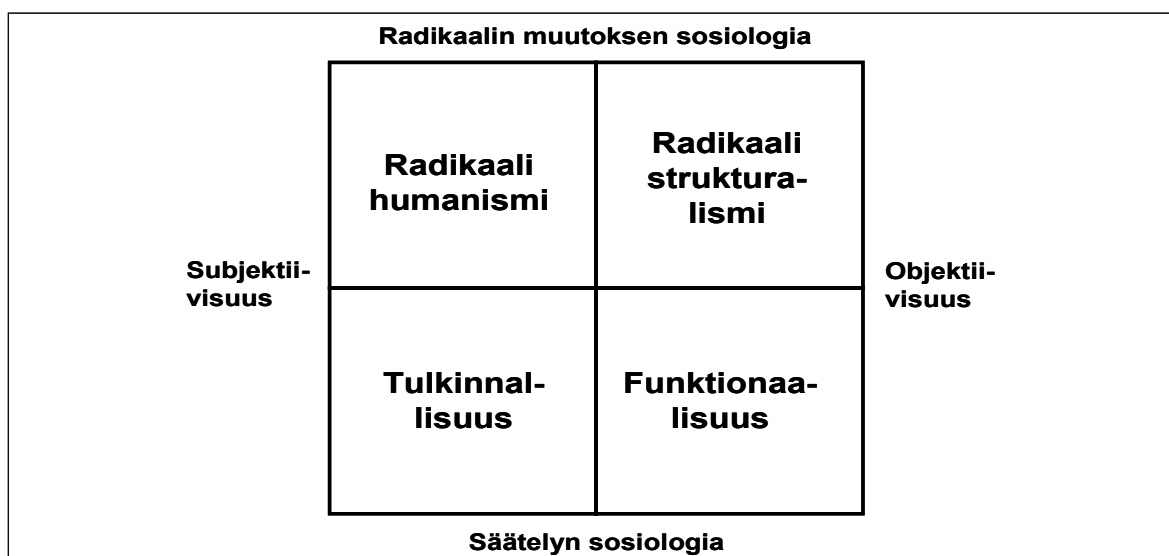 Radikaalin muutoksen sosiologia
Radikaali
humanismi
Radikaali
struktura-
lismi
Subjektii-
visuus
Objektii-
visuus
Tulkinnal-
lisuus
Funktionaa-
lisuus
Säätelyn sosiologia